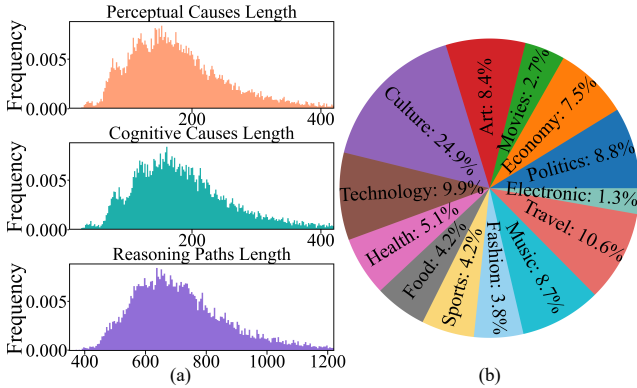 Perceptual Causes Length
Frequency
0.005
0.000
200
400
Cognitive Causes Length
Frequency
0.005
0.000
200
400
Reasoning Paths Length
Frequency
0.005
0.000
400
600
800
1000
1200
(a)
Art: 8.4%
Movies: 2.7%
Economy: 7.5%
Politics: 8.8%
Electronic: 1.3%
Travel: 10.6%
Music: 8.7%
Fashion: 3.8%
Sports: 4.2%
Food: 4.2%
Health: 5.1%
Technology: 9.9%
Culture: 24.9%
(b)